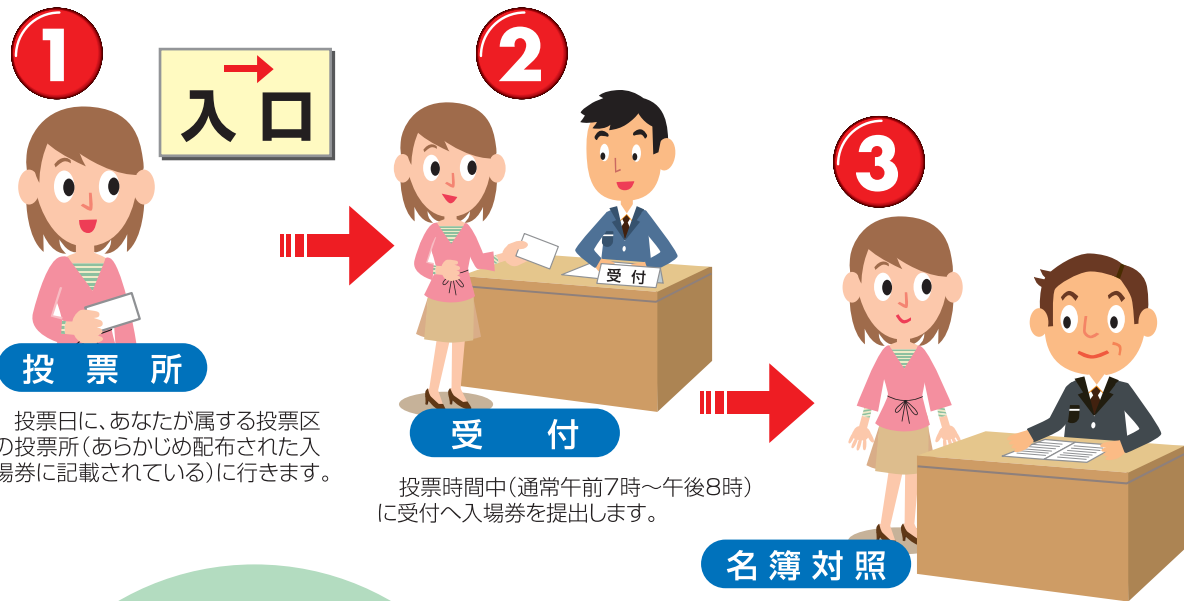 1
入口
投票所
投票日に、あなたが属する投票区
の投票所(あらかじめ配布された入
場券に記載されている)に行きます。
2
受付
受付
投票時間中(通常午前7時~午後8時)
に受付へ入場券を提出します。
3
名簿対照